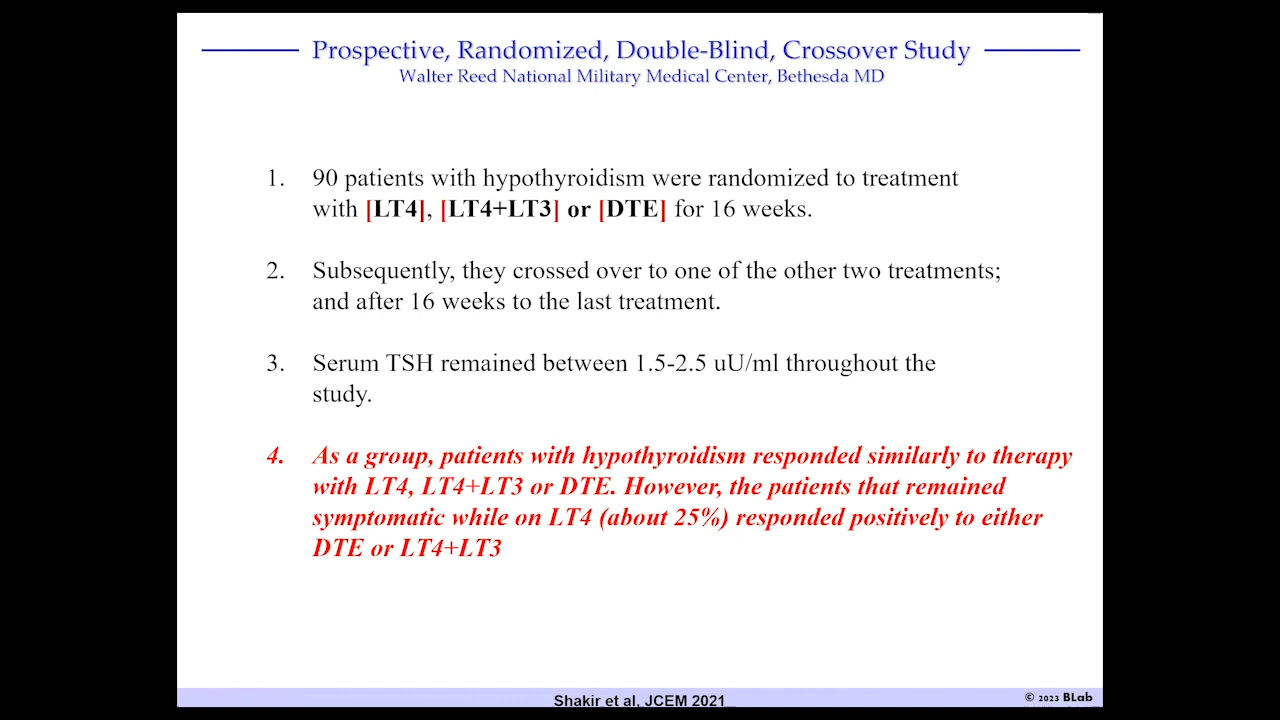 Prospective, Randomized, Double-Blind, Crossover Study
Walter Reed National Military Medical Center, Bethesda MD
1. 90 patients with hypothyroidism were randomized to treatment
with [LT4], [LT4+LT3] or [DTE] for 16 weeks.
2. Subsequently, they crossed over to one of the other two treatments;
and after 16 weeks to the last treatment.
3. Serum TSH remained between 1.5-2.5 uU/ml throughout the
study.
4. As a group, patients with hypothyroidism responded similarly to therapy
with LT4, LT4+LT3 or DTE. However, the patients that remained
symptomatic while on LT4 (about 25%) responded positively to either
DTE or LT4+LT3
Shakir et al, JCEM 2021
© 2023 BLab